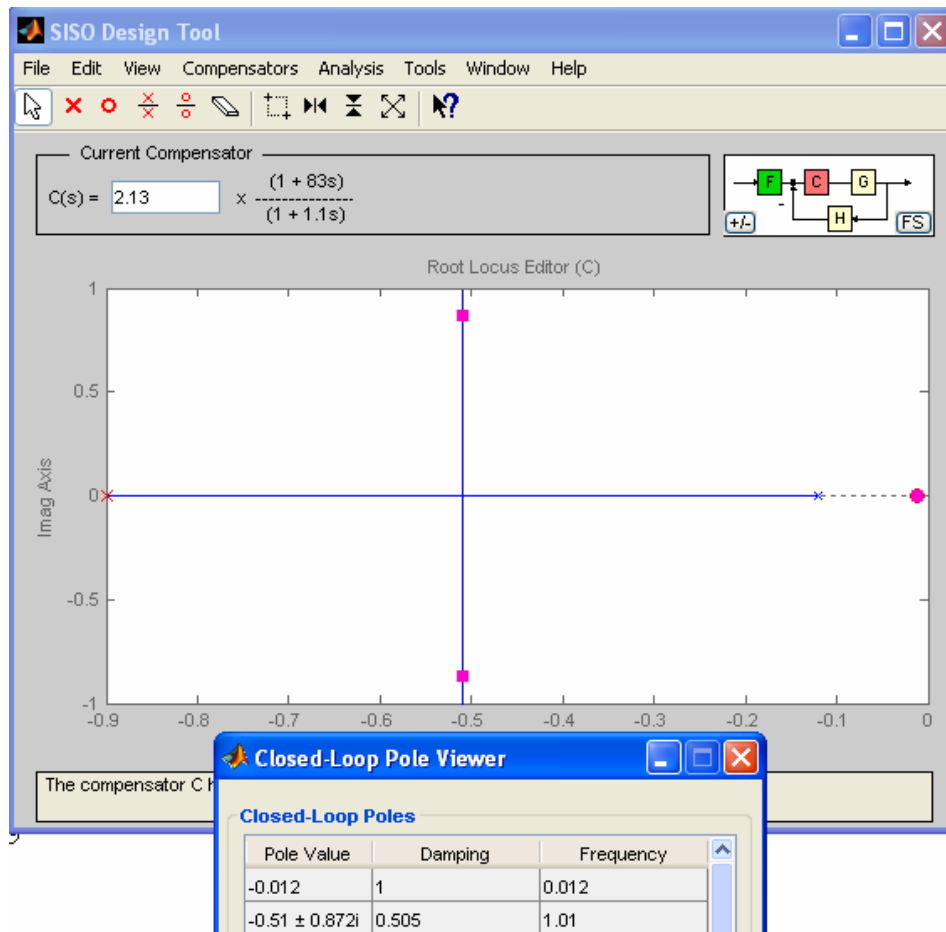 SISO Design Tool
File Edit View Compensators Analysis Tools Window Help
Current Compensator
C(s) = 2.13 x (1 + 83s)
---------------
(1 + 1.1s)
F C G
-
H
+/- FS
Root Locus Editor (C)
1
0.5
0
-0.5
-1
Imag Axis
-0.9 -0.8 -0.7 -0.6 -0.5 -0.4 -0.3 -0.2 -0.1 0
The compensator C
Closed-Loop Pole Viewer
Closed-Loop Poles
Pole Value Damping Frequency
-0.012 1 0.012
-0.51 ± 0.872i 0.505 1.01